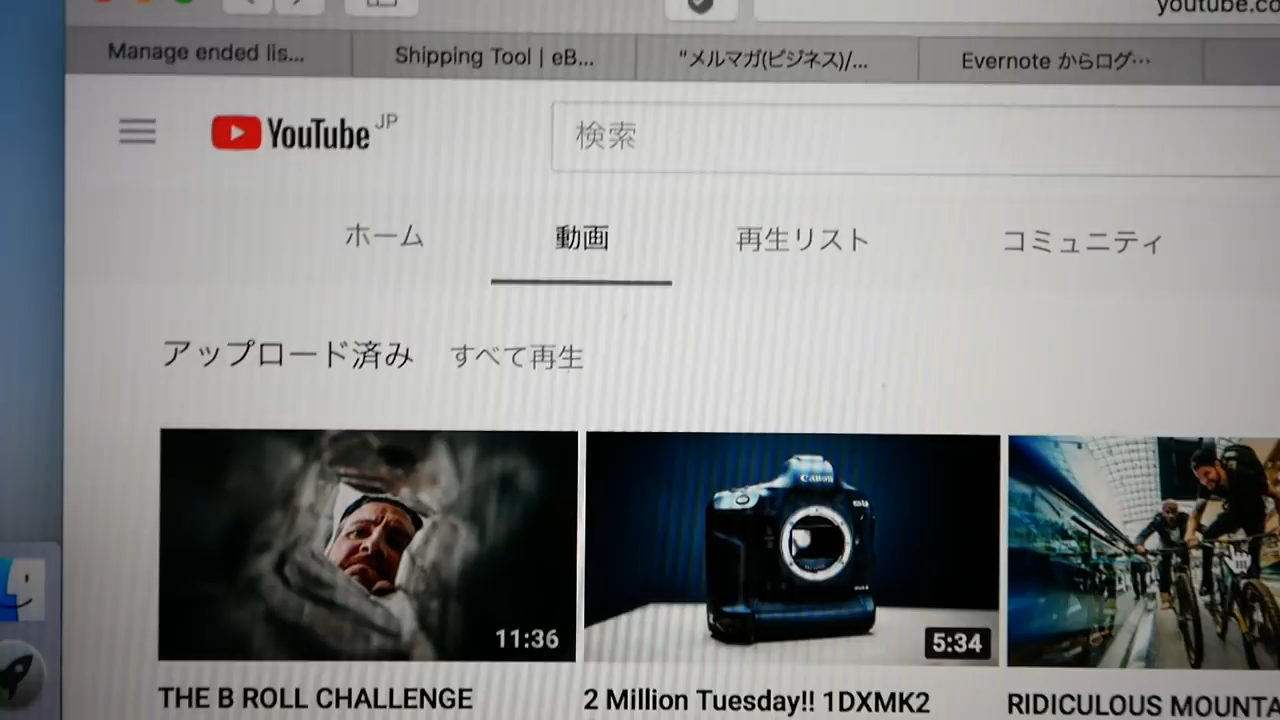 youtube.co
Manage ended lis...
Shipping Tool | eB...
"メルマガ(ビジネス)/...
Evernote からログ…
YouTube JP
検索
ホーム
動画
再生リスト
コミュニティ
アップロード済み
すべて再生
Canon
11:36
5:34
THE B ROLL CHALLENGE
2 Million Tuesday!! 1DXMK2
RIDICULOUS MOUNTA